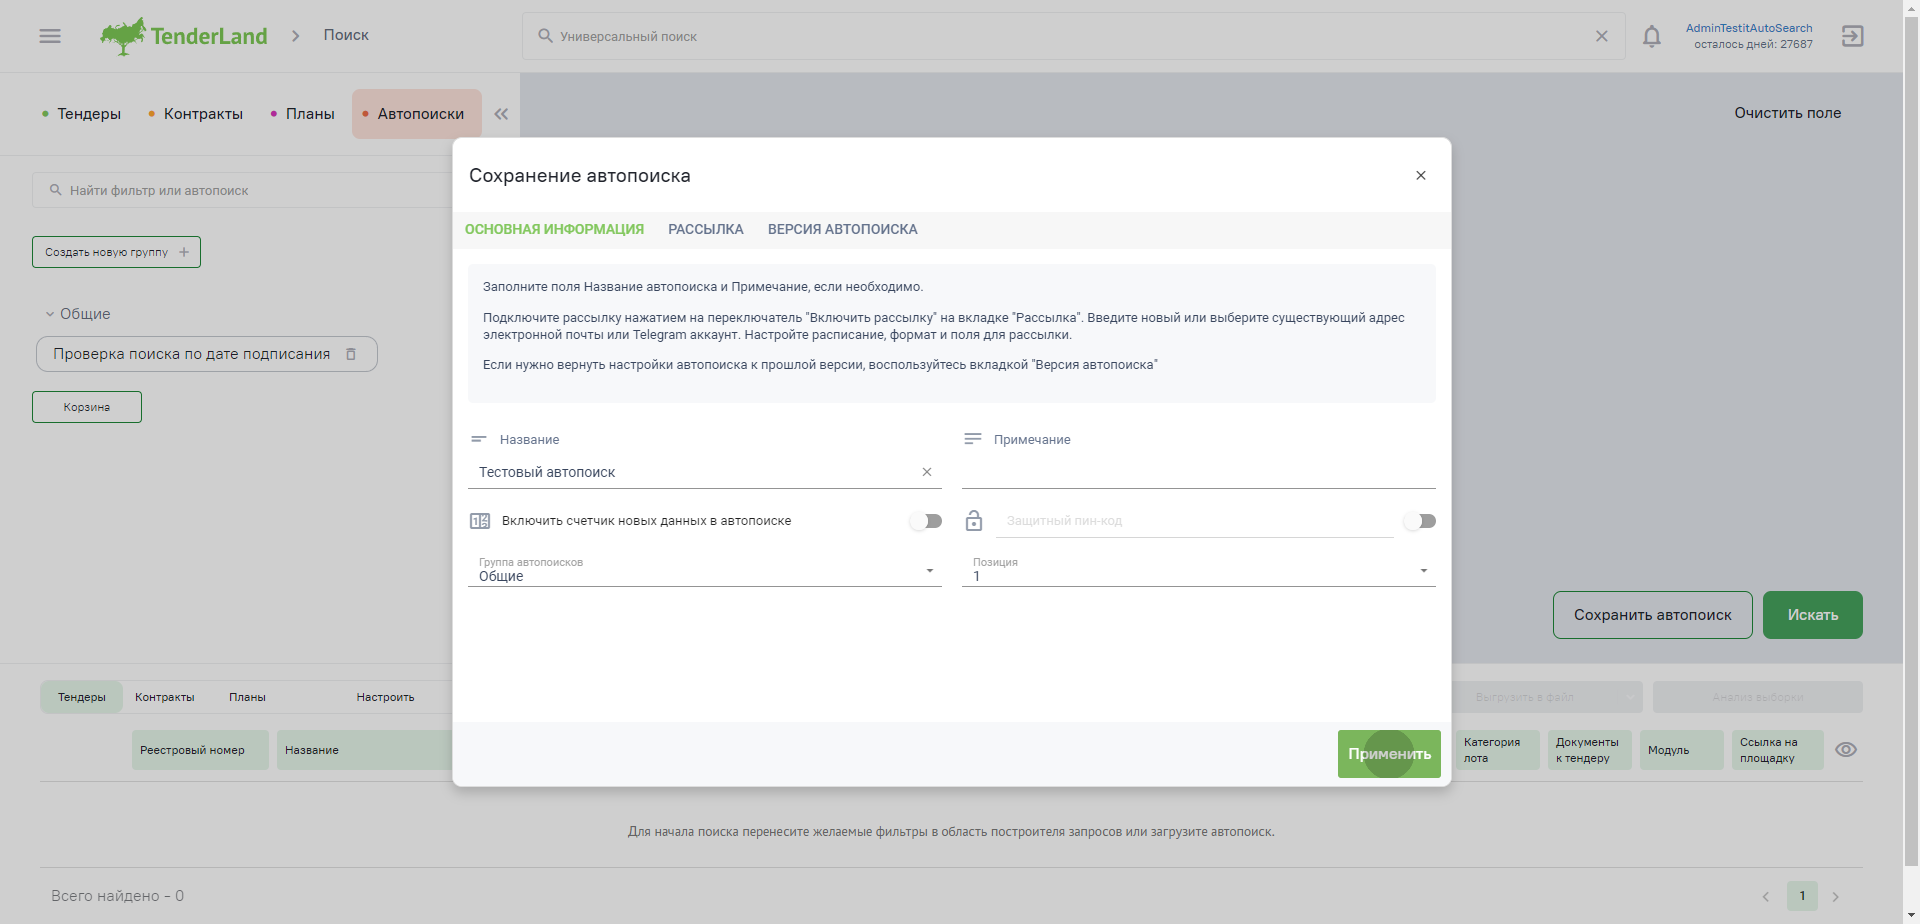 TenderLand
Поиск
Универсальный поиск
AdminTestitAutoSearch
осталось дней: 27687
Тендеры
Контракты
Планы
Автопоиски
Очистить поле
Найти фильтр или автопоиск
Создать новую группу
Общие
Проверка поиска по дате подписания
Корзина
Сохранение автопоиска
ОСНОВНАЯ ИНФОРМАЦИЯ
РАССЫЛКА
ВЕРСИЯ АВТОПОИСКА
Заполните поля Название автопоиска и Примечание, если необходимо.
Подключите рассылку нажатием на переключатель "Включить рассылку" на вкладке "Рассылка". Введите новый или выберите существующий адрес
электронной почты или Telegram аккаунт. Настройте расписание, формат и поля для рассылки.
Если нужно вернуть настройки автопоиска к прошлой версии, воспользуйтесь вкладкой "Версия автопоиска"
Название
Примечание
Тестовый автопоиск
Включить счетчик новых данных в автопоиске
Защитный пин-код
Группа автопоисков
Общие
Позиция
1
Применить
Сохранить автопоиск
Искать
Тендеры
Контракты
Планы
Настроить
Выгрузить в файл
Анализ выборки
Реестровый номер
Название
Категория
лота
Документы
к тендеру
Модуль
Ссылка на
площадку
Для начала поиска перенесите желаемые фильтры в область построителя запросов или загрузите автопоиск.
Всего найдено - 0
1